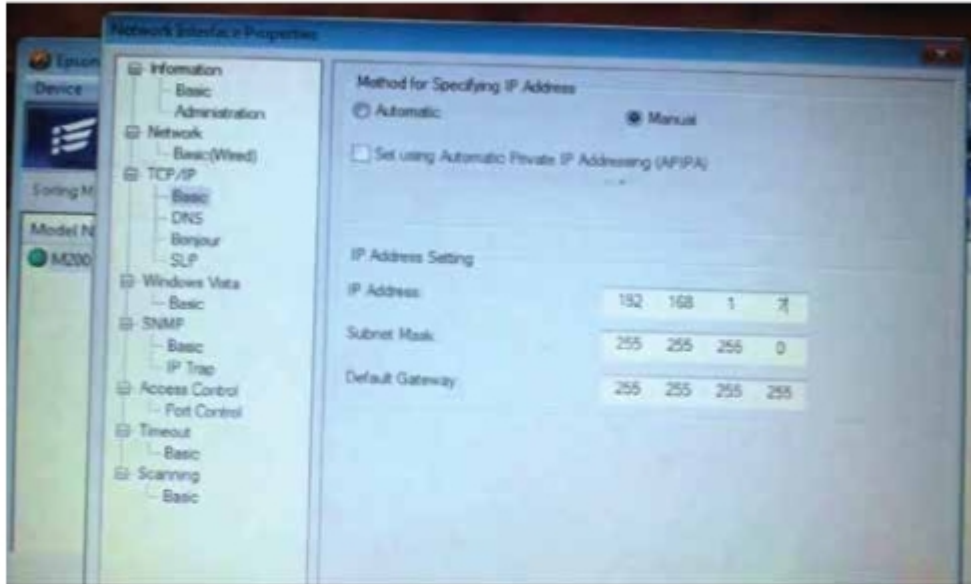 Network Interface Properties
Epson
Device
Sorting M
Model N
M200
Information
Basic
Administration
Network
Basic(Wired)
TCP/IP
Basic
DNS
Bonjour
SLP
Windows Vista
Basic
SNMP
Basic
IP Trap
Access Control
Port Control
Timeout
Basic
Scanning
Basic
Method for Specifying IP Address
Automatic Manual
Set using Automatic Private IP Addressing (APIPA)
IP Address Setting
IP Address: 192 168 1 7
Subnet Mask: 255 255 255 0
Default Gateway: 255 255 255 255